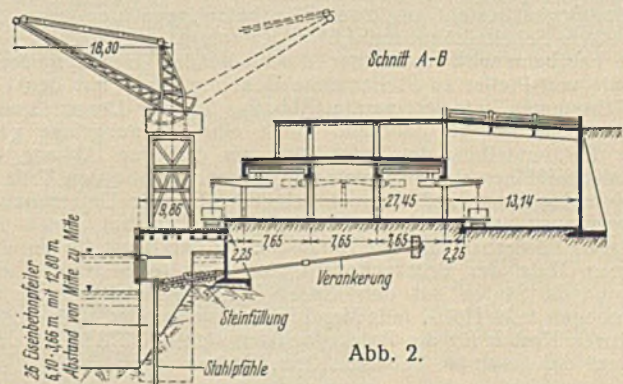 18,30
Schnitt A-B
9,86
27,45
13,14
2,25
7,65
7,65
7,65
2,25
Verankerung
Steinfüllung
Stahlpfähle
26 Eisenbetonpfeiler
6,10·3,66 m. mit 12,80 m.
Abstand von Mitte zu Mitte
Abb. 2.